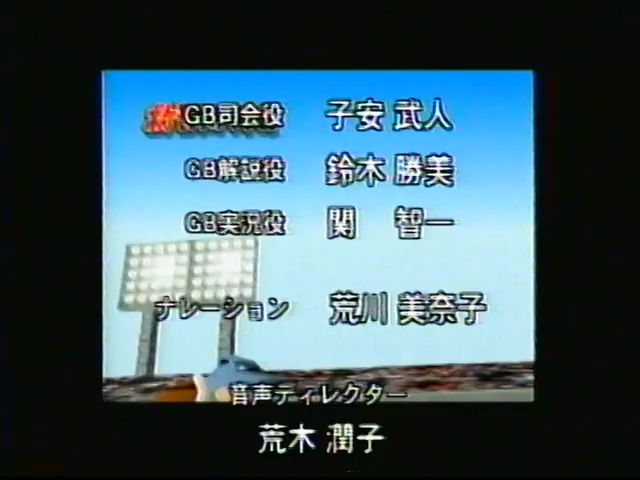 GB司会役 子安 武人
GB解説役 鈴木 勝美
GB実況役 関 智一
ナレーション 荒川 美奈子
音声ディレクター
荒木 潤子